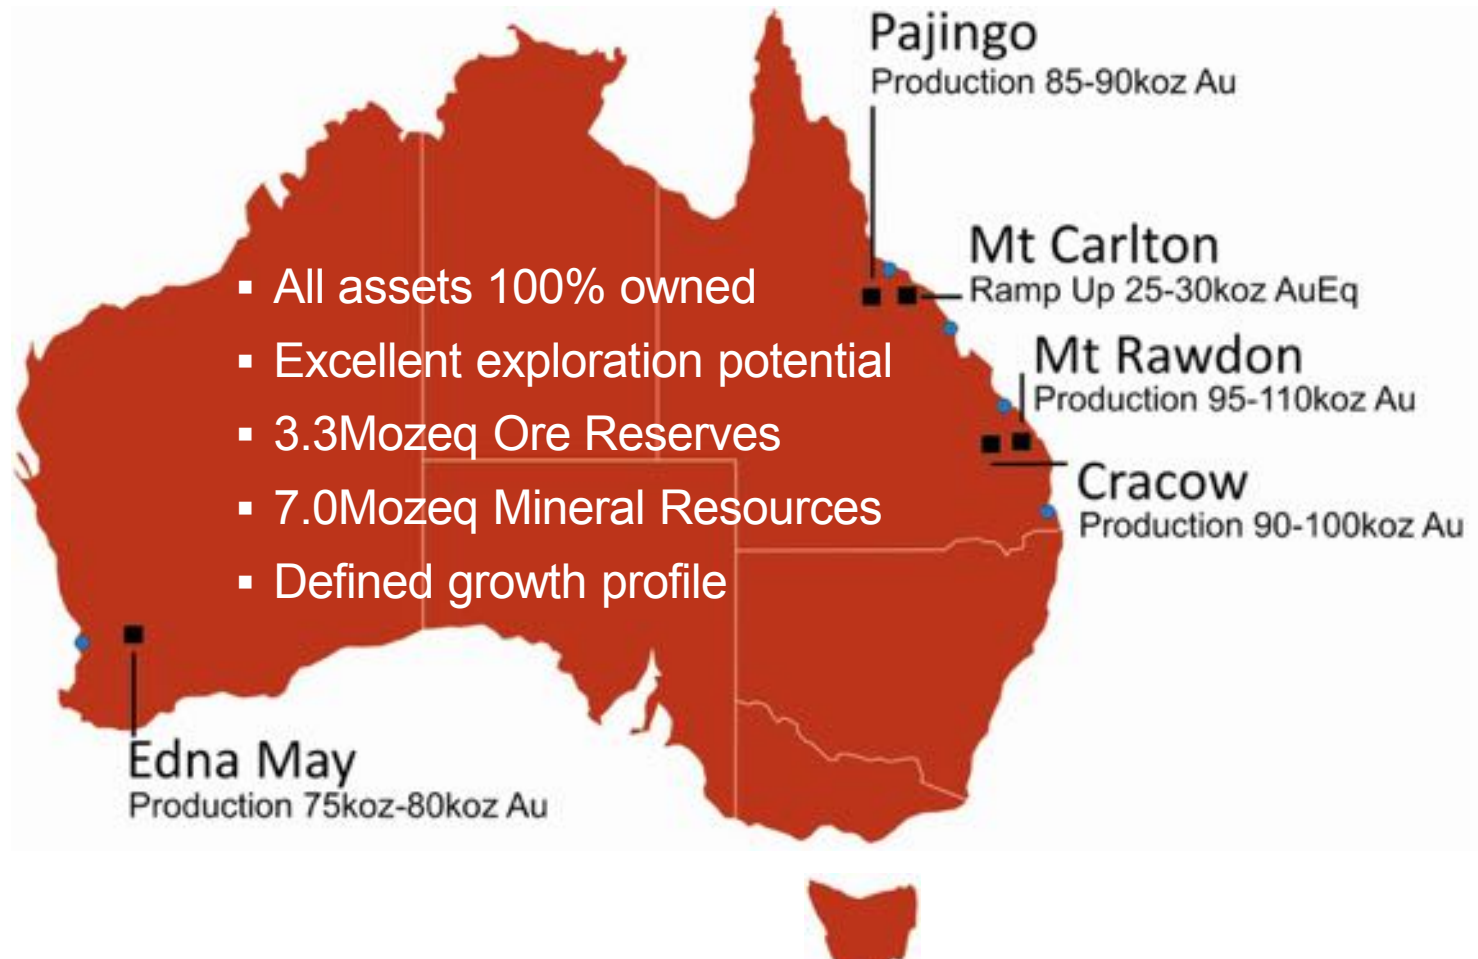 Pajingo
Production 85-90koz Au
Mt Carlton
Ramp Up 25-30koz AuEq
Mt Rawdon
Production 95-110koz Au
Cracow
Production 90-100koz Au
▪ All assets 100% owned
▪ Excellent exploration potential
▪ 3.3Mozeq Ore Reserves
▪ 7.0Mozeq Mineral Resources
▪ Defined growth profile
Edna May
Production 75koz-80koz Au